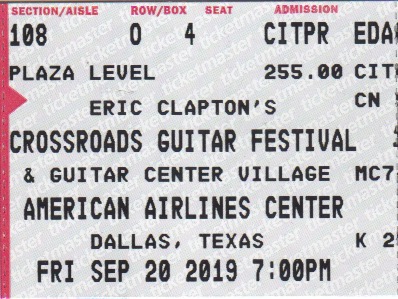 SECTION/AISLE ROW/BOX SEAT ADMISSION
108 O 4 CITPR EDA
PLAZA LEVEL 255.00 CIT
ERIC CLAPTON'S CN
CROSSROADS GUITAR FESTIVAL
& GUITAR CENTER VILLAGE MC7
AMERICAN AIRLINES CENTER
DALLAS, TEXAS K 2
FRI SEP 20 2019 7:00PM